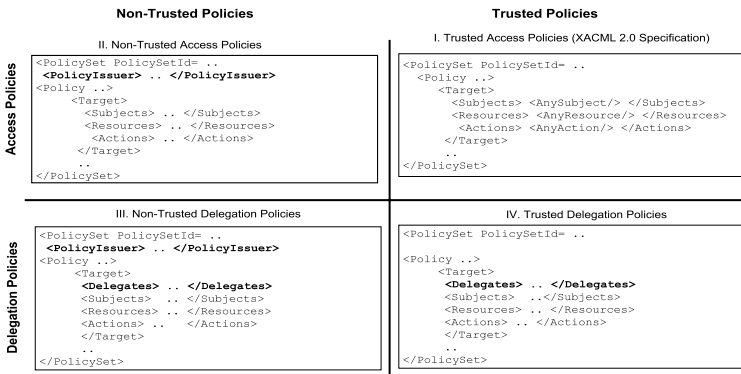 Non-Trusted Policies
Trusted Policies
Access Policies
II. Non-Trusted Access Policies
<PolicySet PolicySetId= ..
<PolicyIssuer> .. </PolicyIssuer>
<Policy ..>
<Target>
<Subjects> .. </Subjects>
<Resources> .. </Resources>
<Actions> .. </Actions>
</Target>
..
</PolicySet>
I. Trusted Access Policies (XACML 2.0 Specification)
<PolicySet PolicySetId= ..
<Policy ..>
<Target>
<Subjects> <AnySubject/> </Subjects>
<Resources> <AnyResource/> </Resources>
<Actions> <AnyAction/> </Actions>
</Target>
..
</PolicySet>
Delegation Policies
III. Non-Trusted Delegation Policies
<PolicySet PolicySetId= ..
<PolicyIssuer> .. </PolicyIssuer>
<Policy ..>
<Target>
<Delegates> .. </Delegates>
<Subjects> .. </Subjects>
<Resources> .. </Resources>
<Actions> .. </Actions>
</Target>
..
</PolicySet>
IV. Trusted Delegation Policies
<PolicySet PolicySetId= ..
<Policy ..>
<Target>
<Delegates> .. </Delegates>
<Subjects> ..</Subjects>
<Resources> .. </Resources>
<Actions> .. </Actions>
</Target>
..
</PolicySet>